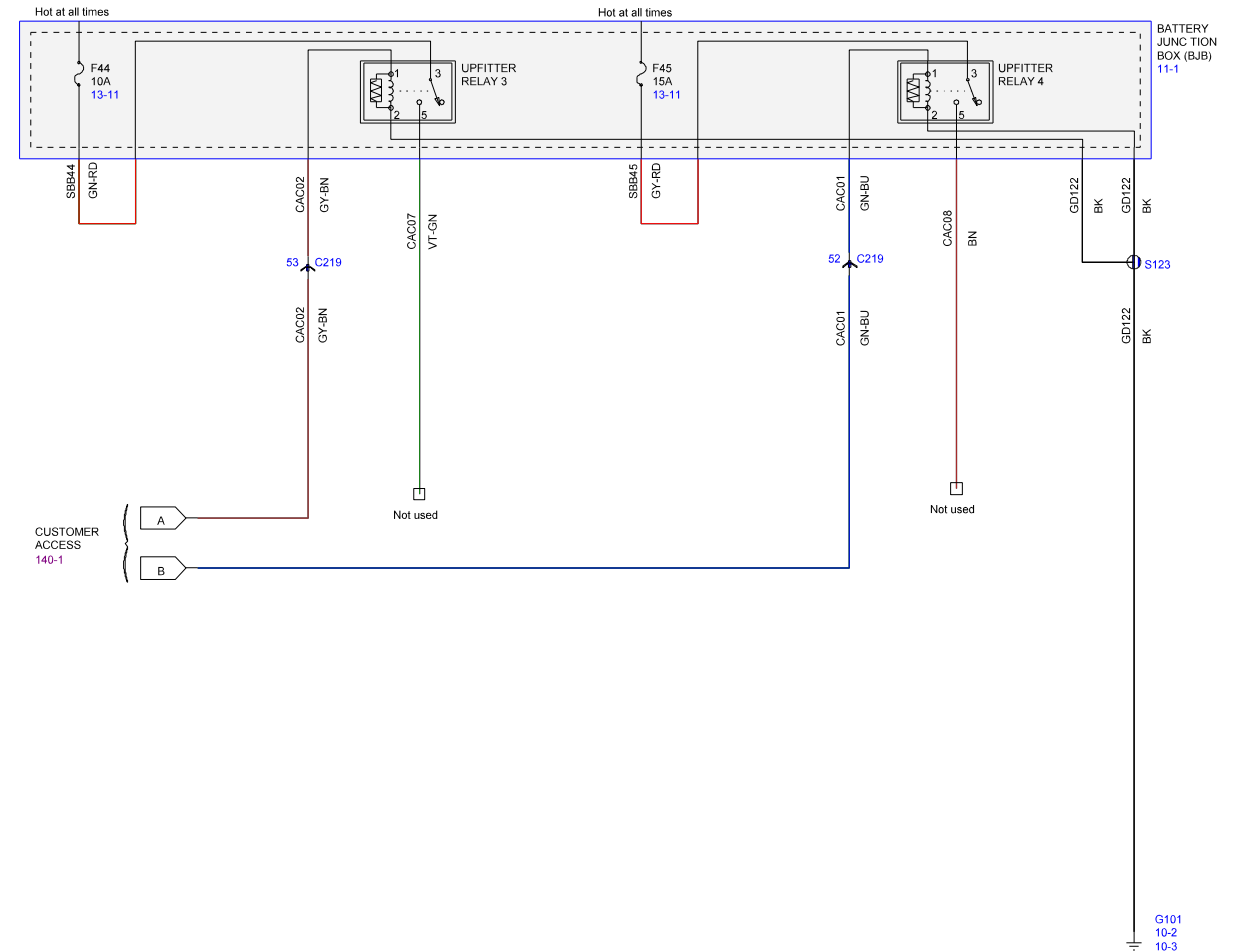 Hot at all times
Hot at all times
BATTERY
JUNC TION
BOX (BJB)
11-1
F44
10A
13-11
1
3
2
5
UPFITTER
RELAY 3
F45
15A
13-11
1
3
2
5
UPFITTER
RELAY 4
SBB44
GN-RD
CAC02
GY-BN
CAC07
VT-GN
SBB45
GY-RD
CAC01
GN-BU
CAC08
BN
GD122
BK
GD122
BK
53
C219
52
C219
S123
CAC02
GY-BN
CAC01
GN-BU
GD122
BK
Not used
Not used
CUSTOMER
ACCESS
140-1
A
B
G101
10-2
10-3